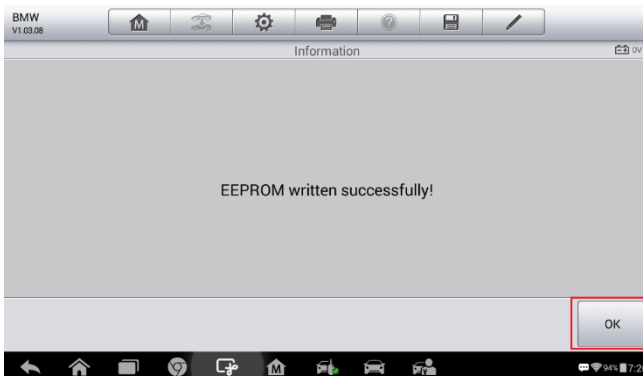 BMW
V1.03.08
M
Information
0V
EEPROM written successfully!
OK
M
94%